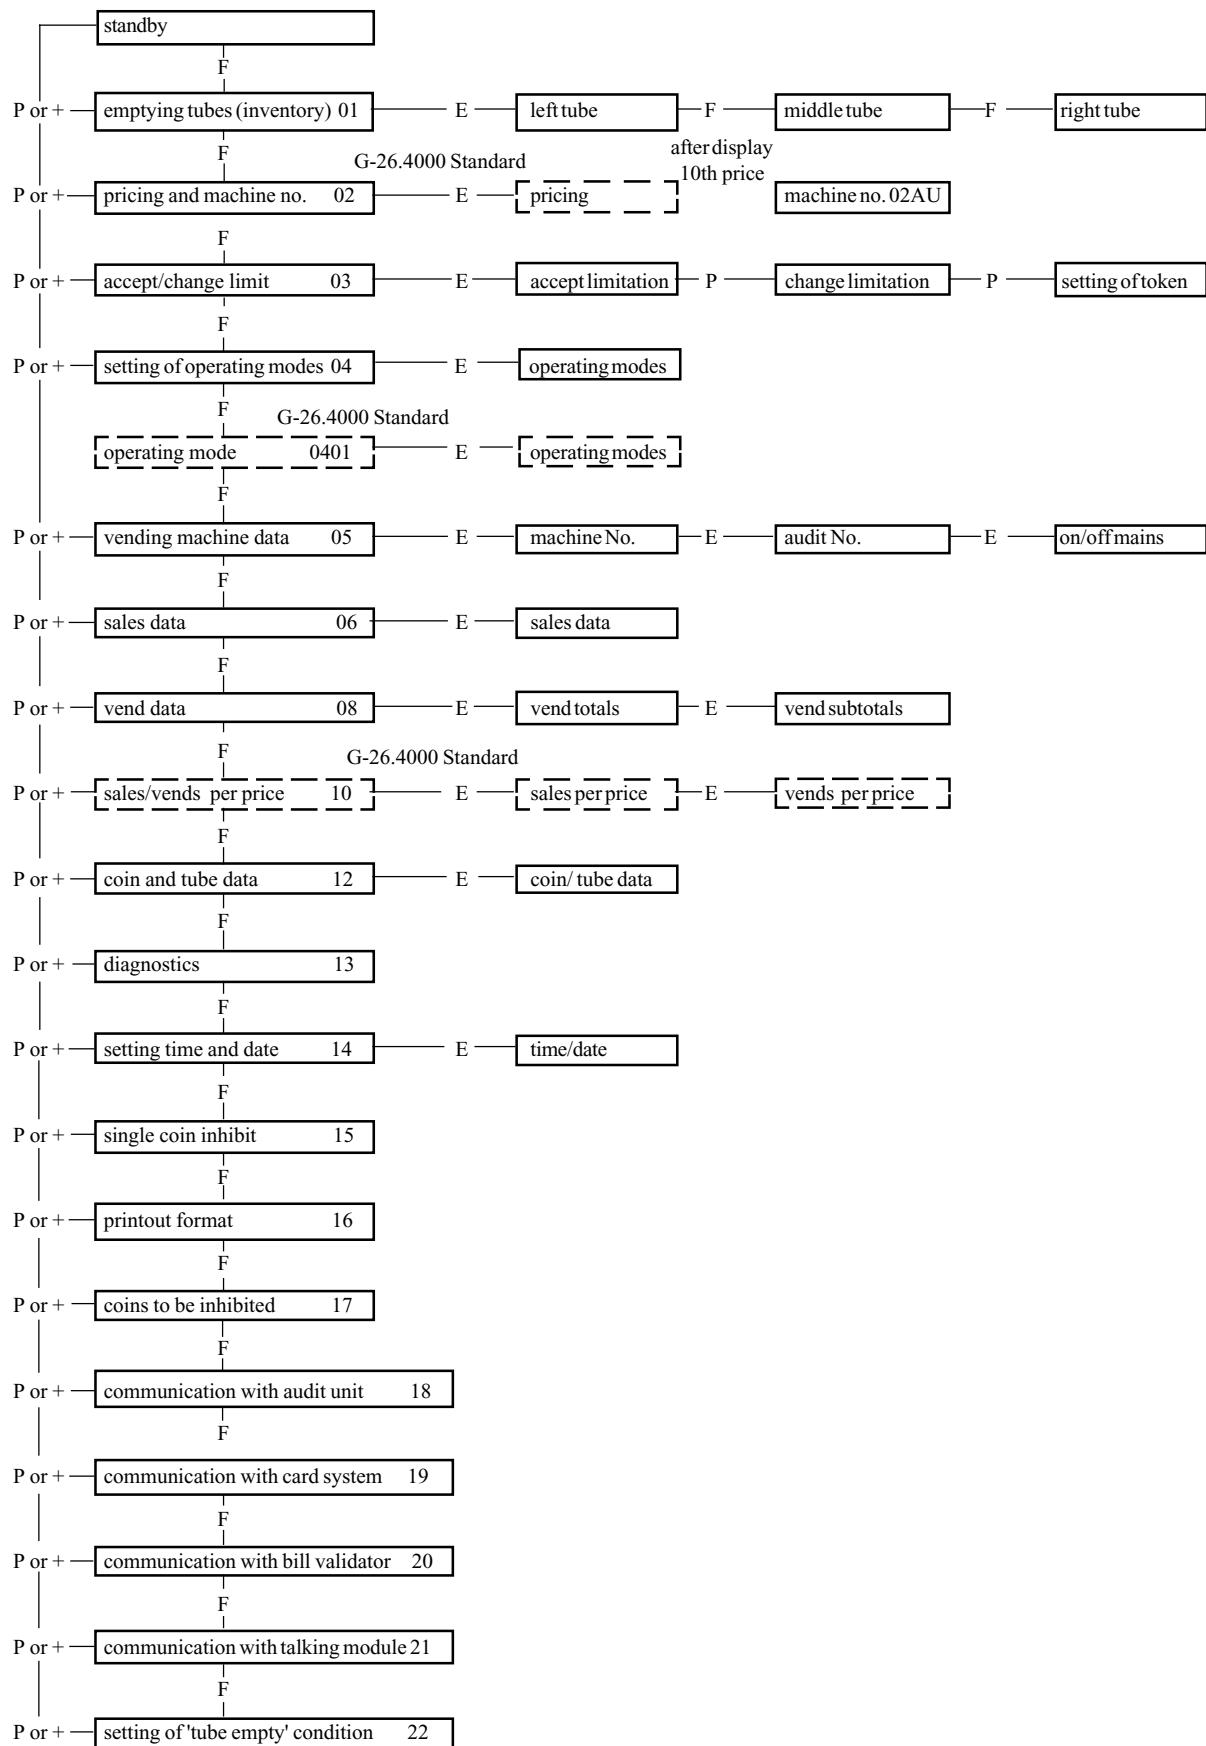 standby
F
P or + emptying tubes (inventory) 01 E left tube F middle tube F right tube
F
G-26.4000 Standard
after display
10th price
P or + pricing and machine no. 02 E pricing machine no. 02AU
F
P or + accept/change limit 03 E accept limitation P change limitation P setting of token
F
P or + setting of operating modes 04 E operating modes
F
G-26.4000 Standard
operating mode 0401 E operating modes
F
P or + vending machine data 05 E machine No. E audit No. E on/off mains
F
P or + sales data 06 E sales data
F
P or + vend data 08 E vend totals E vend subtotals
F
G-26.4000 Standard
P or + sales/vends per price 10 E sales per price E vends per price
F
P or + coin and tube data 12 E coin/ tube data
F
P or + diagnostics 13
F
P or + setting time and date 14 E time/date
F
P or + single coin inhibit 15
F
P or + printout format 16
F
P or + coins to be inhibited 17
F
P or + communication with audit unit 18
F
P or + communication with card system 19
F
P or + communication with bill validator 20
F
P or + communication with talking module 21
F
P or + setting of 'tube empty' condition 22